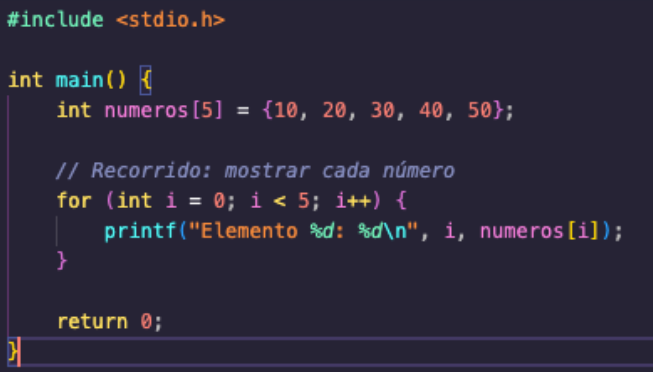 #include <stdio.h>
int main() {
    int numeros[5] = {10, 20, 30, 40, 50};
    // Recorrido: mostrar cada número
    for (int i = 0; i < 5; i++) {
        printf("Elemento %d: %d\n", i, numeros[i]);
    }
    return 0;
}